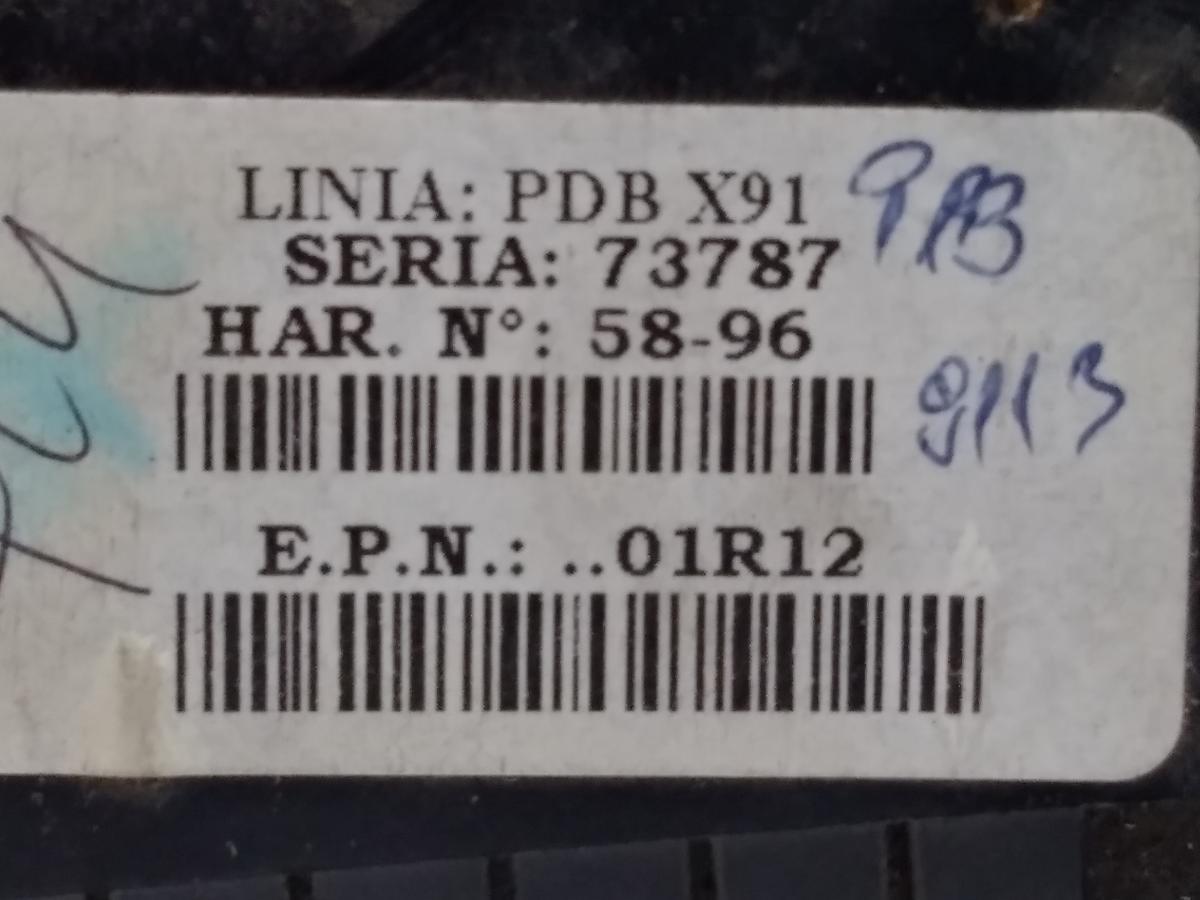 LINIA: PDB X91
SERIA: 73787
HAR. N°: 58-96
E.P.N.: ..01R12